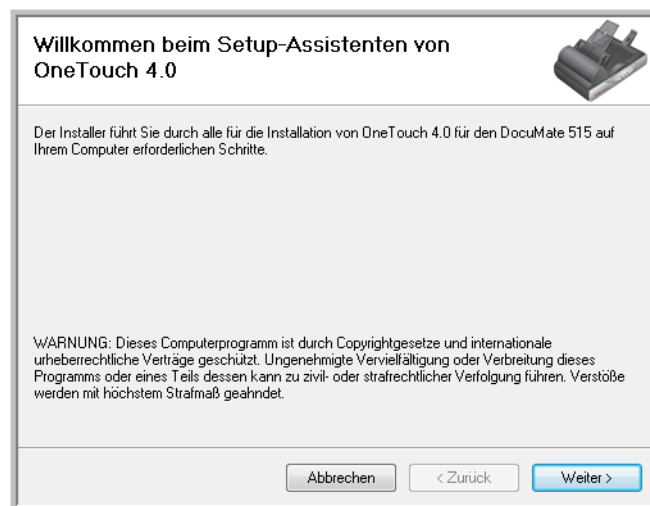 Willkommen beim Setup-Assistenten von
OneTouch 4.0
Der Installer führt Sie durch alle für die Installation von OneTouch 4.0 für den DocuMate 515 auf
Ihrem Computer erforderlichen Schritte.
WARNUNG: Dieses Computerprogramm ist durch Copyrightgesetze und internationale
urheberrechtliche Verträge geschützt. Ungenehmigte Vervielfältigung oder Verbreitung dieses
Programms oder eines Teils dessen kann zu zivil- oder strafrechtlicher Verfolgung führen. Verstöße
werden mit höchstem Strafmaß geahndet.
Abbrechen < Zurück Weiter >